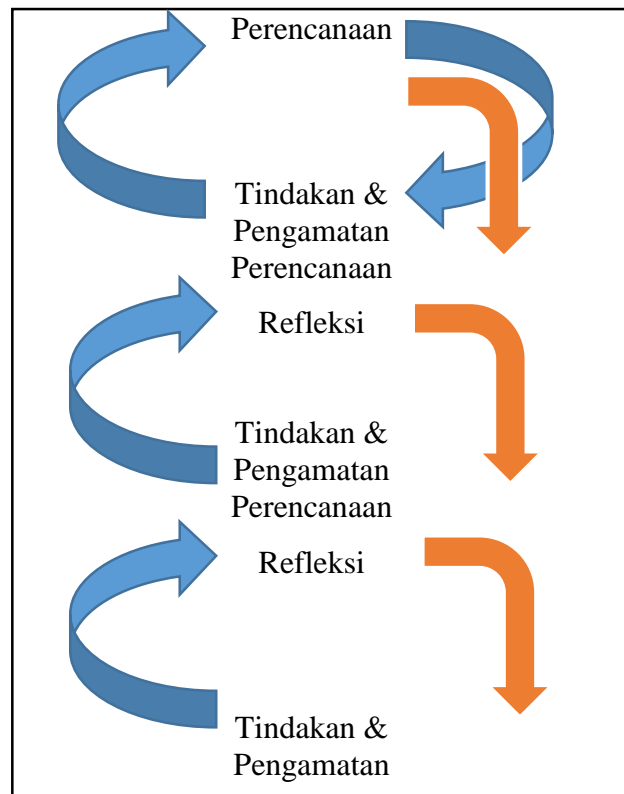 Perencanaan
Tindakan &
Pengamatan
Perencanaan
Refleksi
Tindakan &
Pengamatan
Perencanaan
Refleksi
Tindakan &
Pengamatan